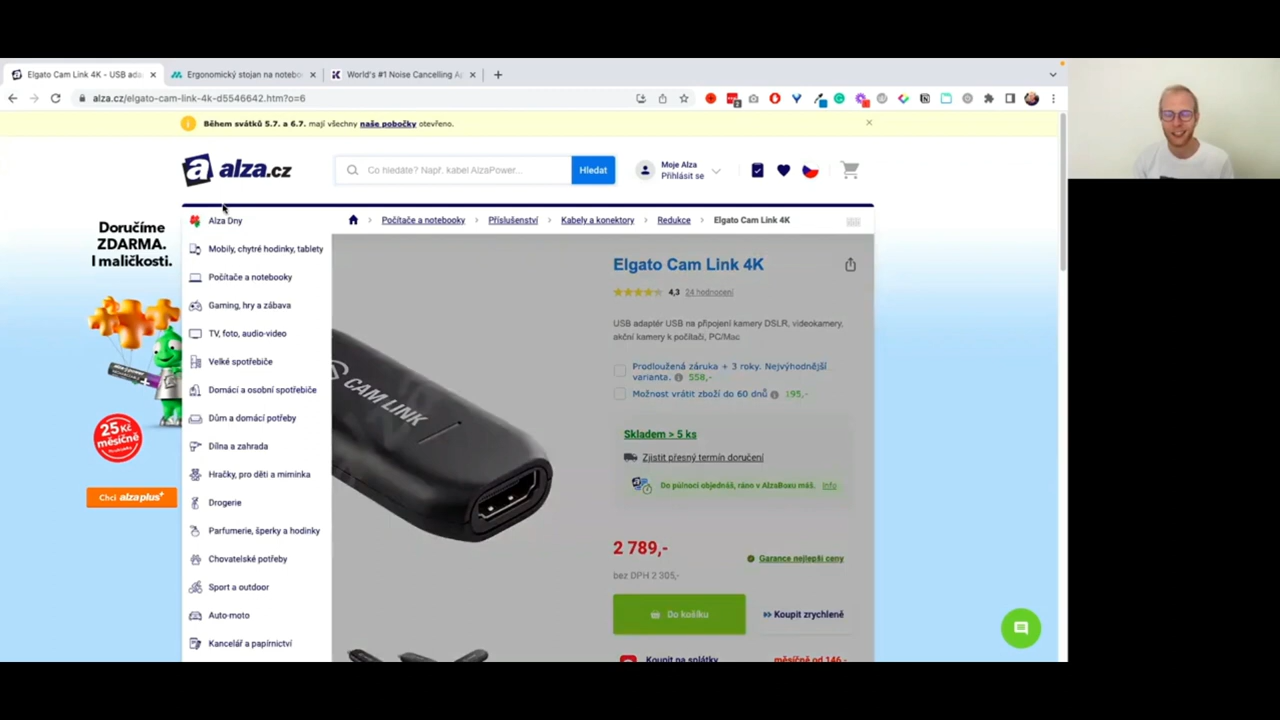 Elgato Cam Link 4K - USB ada
Ergonomický stojan na notebo
World's #1 Noise Cancelling Ap
alza.cz/elgato-cam-link-4k-d5546642.htm?o=6
Během svátků 5.7. a 6.7. mají všechny naše pobočky otevřeno.
alza.cz
Co hledáte? Např. kabel AlzaPower...
Hledat
Moje Alza
Přihlásit se
Doručíme
ZDARMA.
I maličkosti.
25 Kč
měsíčně
Chci alzaplus+
Alza Dny
Mobily, chytré hodinky, tablety
Počítače a notebooky
Gaming, hry a zábava
TV, foto, audio-video
Velké spotřebiče
Domácí a osobní spotřebiče
Dům a domácí potřeby
Dílna a zahrada
Hračky, pro děti a miminka
Drogerie
Parfumerie, šperky a hodinky
Chovatelské potřeby
Sport a outdoor
Auto-moto
Kancelář a papírnictví
Počítače a notebooky
Příslušenství
Kabely a konektory
Redukce
Elgato Cam Link 4K
CAM LINK
Elgato Cam Link 4K
4,3 24 hodnocení
USB adaptér USB na připojení kamery DSLR, videokamery,
akční kamery k počítači, PC/Mac
Prodloužená záruka + 3 roky. Nejvýhodnější
varianta. 558,-
Možnost vrátit zboží do 60 dnů 195,-
Skladem > 5 ks
Zjistit přesný termín doručení
Do půlnoci objednáš, ráno v AlzaBoxu máš. Info
2 789,-
Garance nejlepší ceny
bez DPH 2 305,-
Do košíku
Koupit zrychleně
Koupit na splátky
měsíčně od 146,-